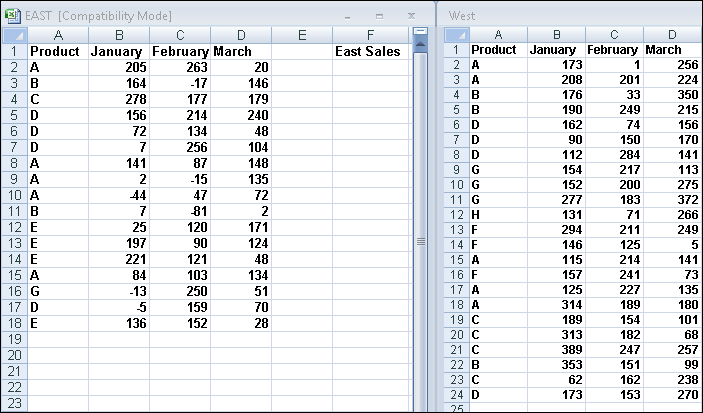 EAST [Compatibility Mode]
A B C D E F
1 Product January February March East Sales
2 A 205 263 20
3 B 164 -17 146
4 C 278 177 179
5 D 156 214 240
6 D 72 134 48
7 D 7 256 104
8 A 141 87 148
9 A 2 -15 135
10 A -44 47 72
11 B 7 -81 2
12 E 25 120 171
13 E 197 90 124
14 E 221 121 48
15 A 84 103 134
16 G -13 250 51
17 D -5 159 70
18 E 136 152 28
19
20
21
22
23
West
A B C D
1 Product January February March
2 A 173 1 256
3 A 208 201 224
4 B 176 33 350
5 B 190 249 215
6 D 162 74 156
7 D 90 150 170
8 D 112 284 141
9 G 154 217 113
10 G 152 200 275
11 G 277 183 372
12 H 131 71 266
13 F 294 211 249
14 F 146 125 5
15 A 115 214 141
16 F 157 241 73
17 A 125 227 135
18 A 314 189 180
19 C 189 154 101
20 C 313 182 68
21 C 389 247 257
22 B 353 151 99
23 C 62 162 238
24 D 173 153 270
25